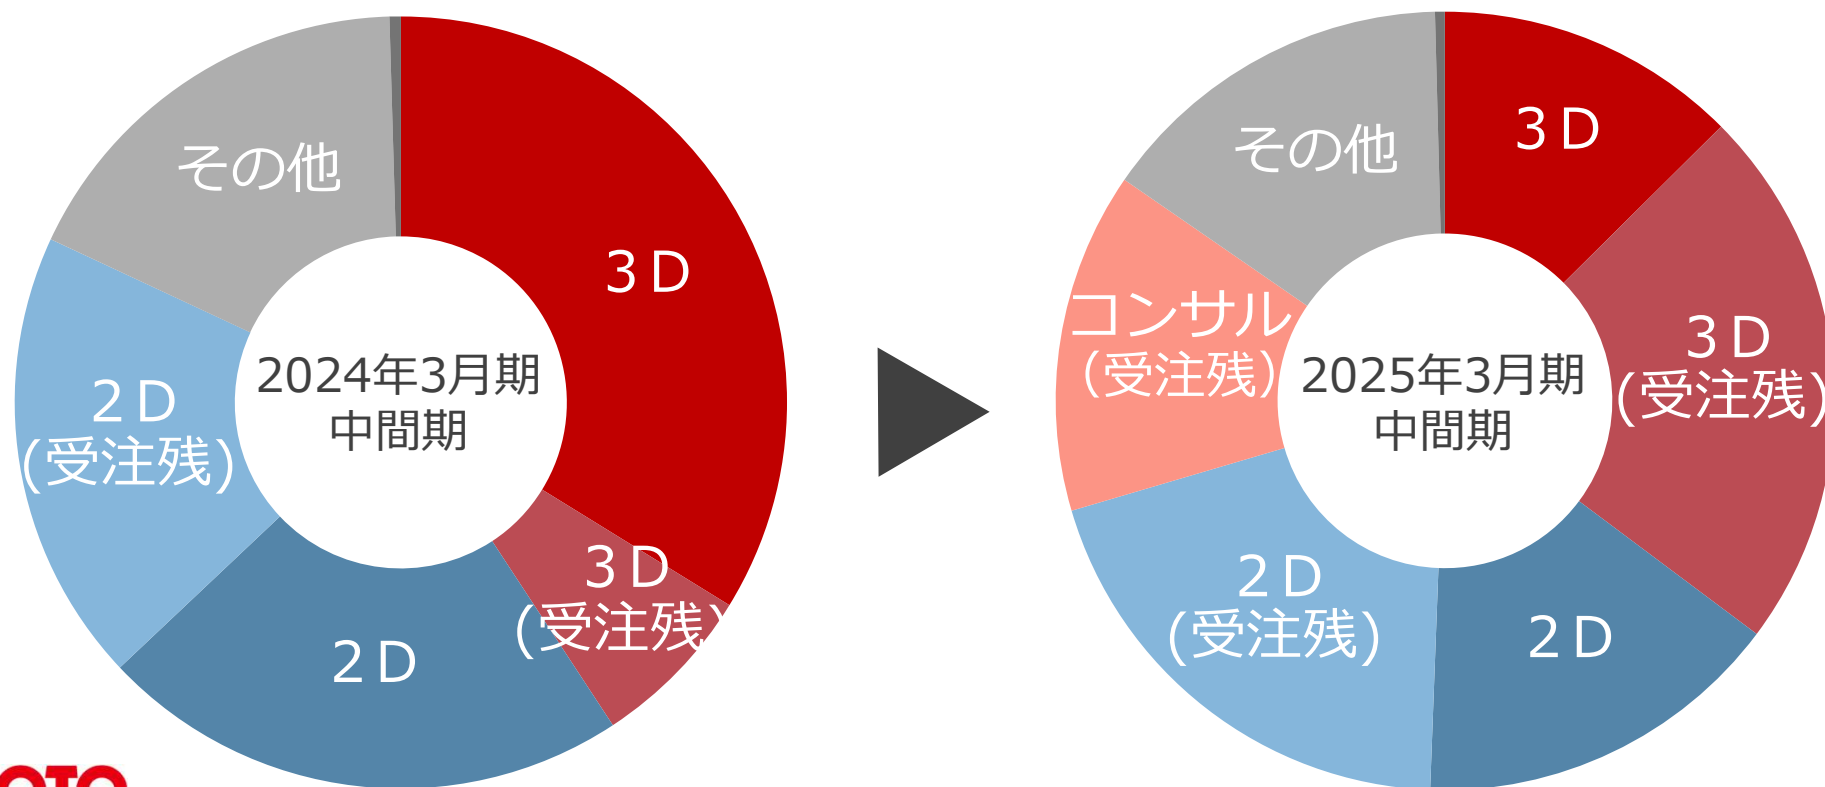 その他
３Ｄ
2024年3月期
中間期
２Ｄ
(受注残)
３Ｄ
(受注残)
２Ｄ
その他
３Ｄ
コンサル
（受注残）
2025年3月期
中間期
３Ｄ
(受注残)
２Ｄ
(受注残)
２Ｄ